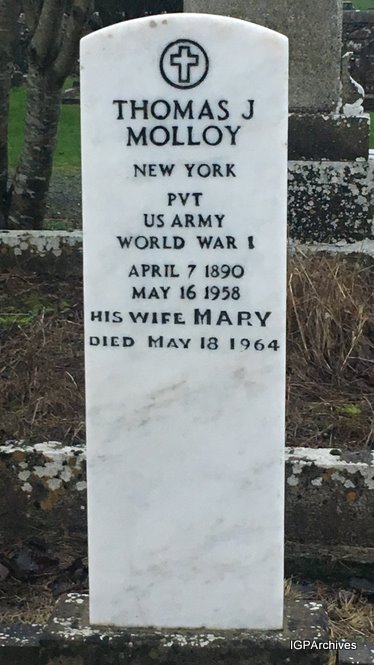 THOMAS J
MOLLOY
NEW YORK
PVT
US ARMY
WORLD WAR I
APRIL 7 1890
MAY 16 1958
HIS WIFE MARY
DIED MAY 18 1964
IGPArchives